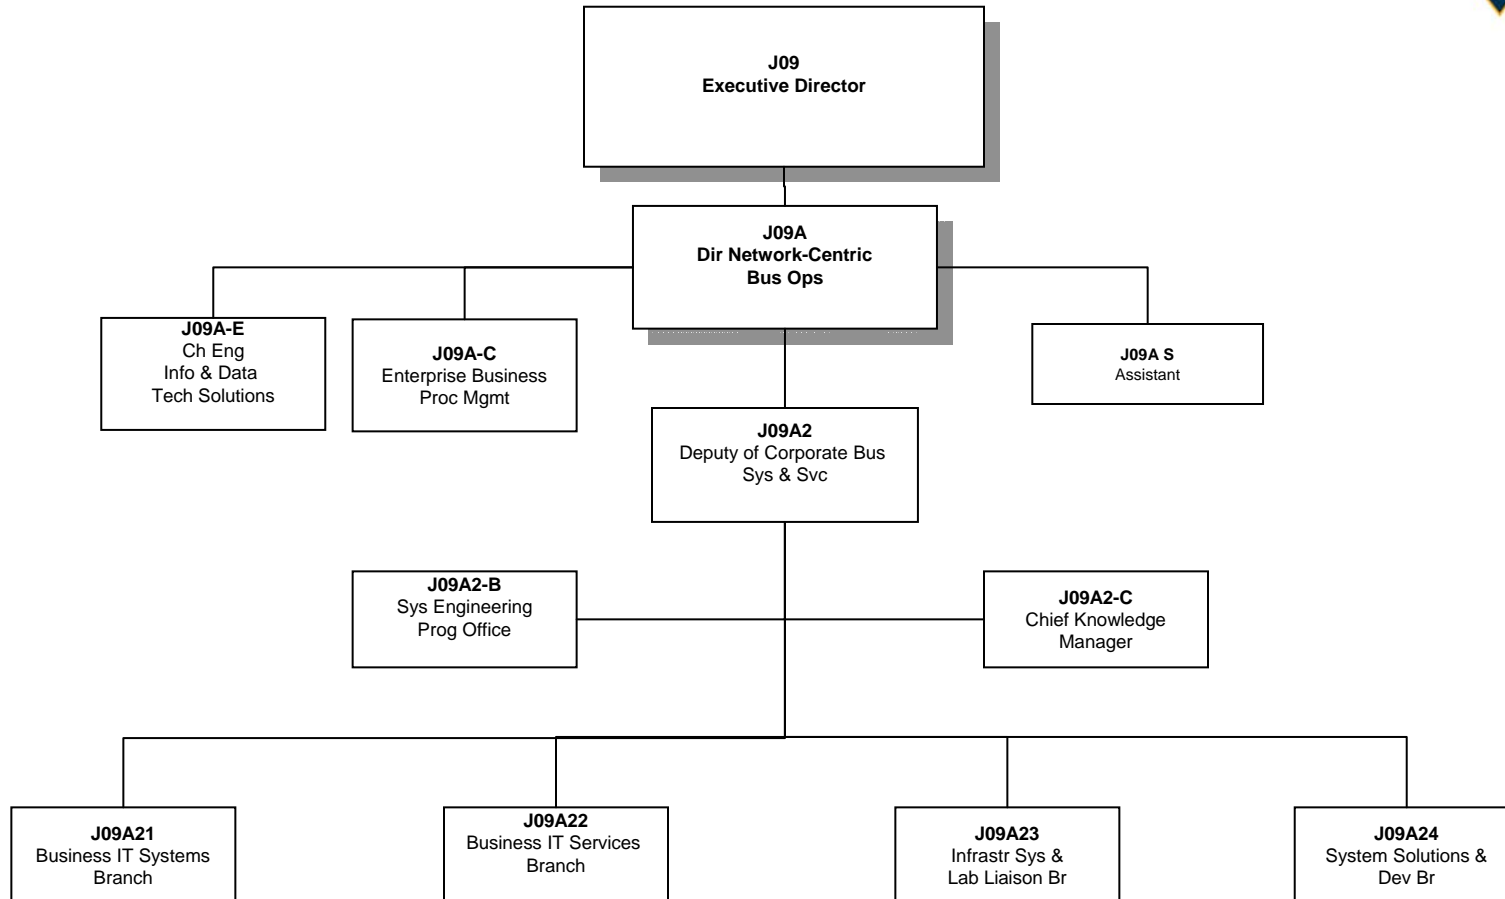 J09
Executive Director
J09A
Dir Network-Centric
Bus Ops
J09A-E
Ch Eng
Info & Data
Tech Solutions
J09A-C
Enterprise Business
Proc Mgmt
J09A S
Assistant
J09A2
Deputy of Corporate Bus
Sys & Svc
J09A2-B
Sys Engineering
Prog Office
J09A2-C
Chief Knowledge
Manager
J09A21
Business IT Systems
Branch
J09A22
Business IT Services
Branch
J09A23
Infrastr Sys &
Lab Liaison Br
J09A24
System Solutions &
Dev Br